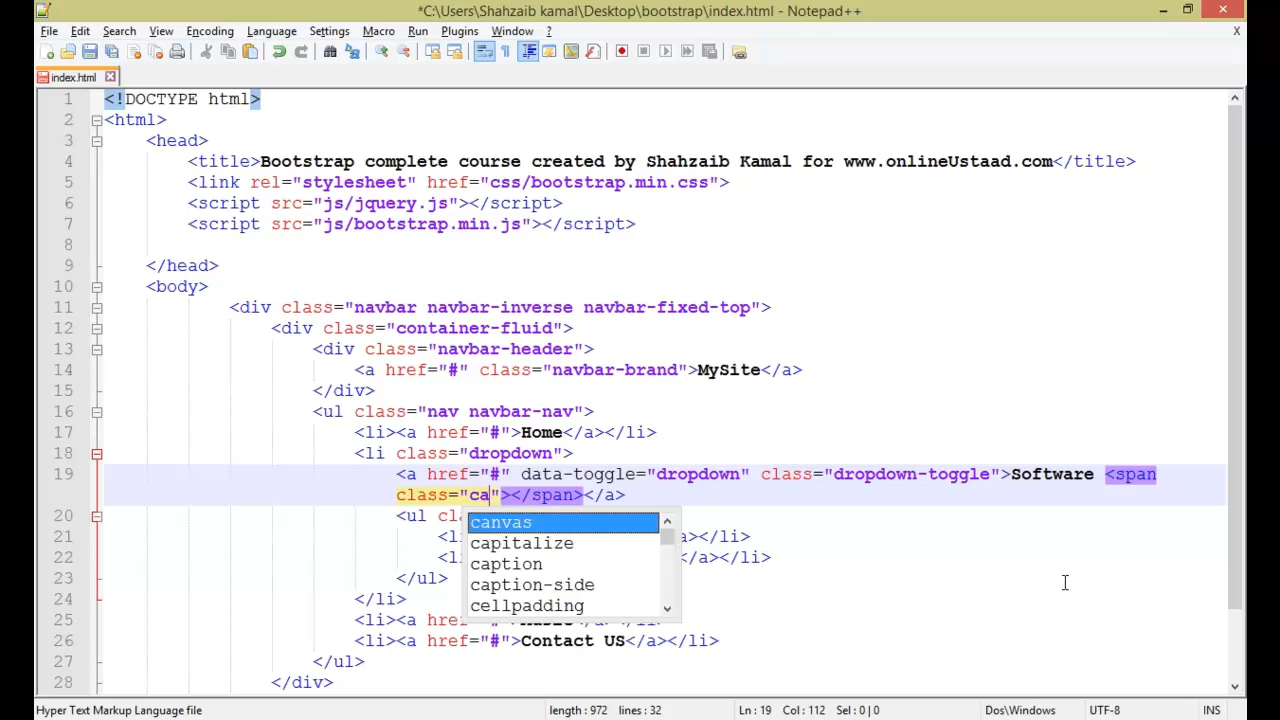 *C:\Users\Shahzaib kamal\Desktop\bootstrap\index.html - Notepad++
File Edit Search View Encoding Language Settings Macro Run Plugins Window ? X
index.html
1 <!DOCTYPE html>
2 <html>
3 <head>
4 <title>Bootstrap complete course created by Shahzaib Kamal for www.onlineUstaad.com</title>
5 <link rel="stylesheet" href="css/bootstrap.min.css">
6 <script src="js/jquery.js"></script>
7 <script src="js/bootstrap.min.js"></script>
8
9 </head>
10 <body>
11 <div class="navbar navbar-inverse navbar-fixed-top">
12 <div class="container-fluid">
13 <div class="navbar-header">
14 <a href="#" class="navbar-brand">MySite</a>
15 </div>
16 <ul class="nav navbar-nav">
17 <li><a href="#">Home</a></li>
18 <li class="dropdown">
19 <a href="#" data-toggle="dropdown" class="dropdown-toggle">Software <span
class="ca"></span></a>
canvas
capitalize
caption
caption-side
cellpadding
20 <ul cl
21 <l a></li>
22 <l </a></li>
23 </ul>
24 </li>
25 <li><a href="#"
26 <li><a href="#">Contact US</a></li>
27 </ul>
28 </div>
Hyper Text Markup Language file length : 972 lines : 32 Ln : 19 Col : 112 Sel : 0 | 0 Dos\Windows UTF-8 INS